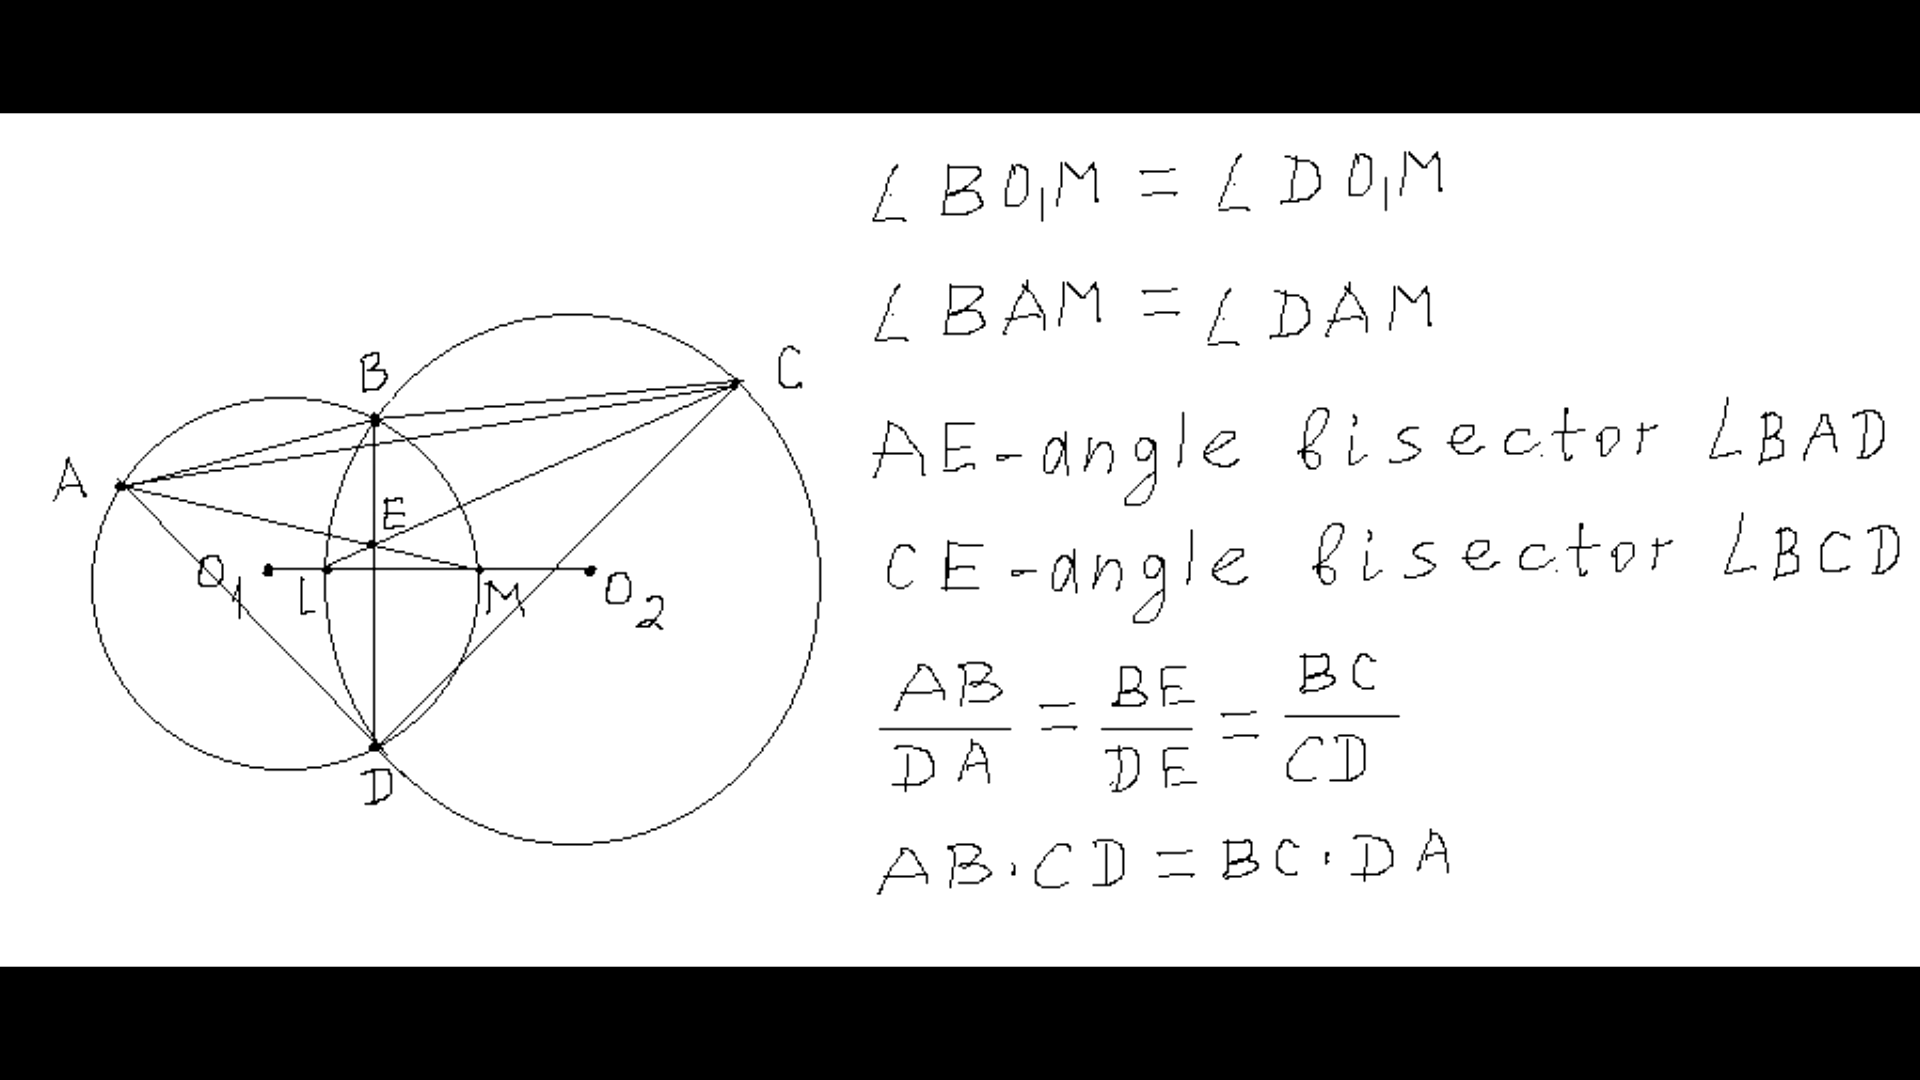 B
C
A
E
O₁
L
M
O₂
D
∠BO₁M = ∠DO₁M
∠BAM = ∠DAM
AE-angle bisector ∠BAD
CE-angle bisector ∠BCD
AB/DA = BE/DE = BC/CD
AB·CD = BC·DA